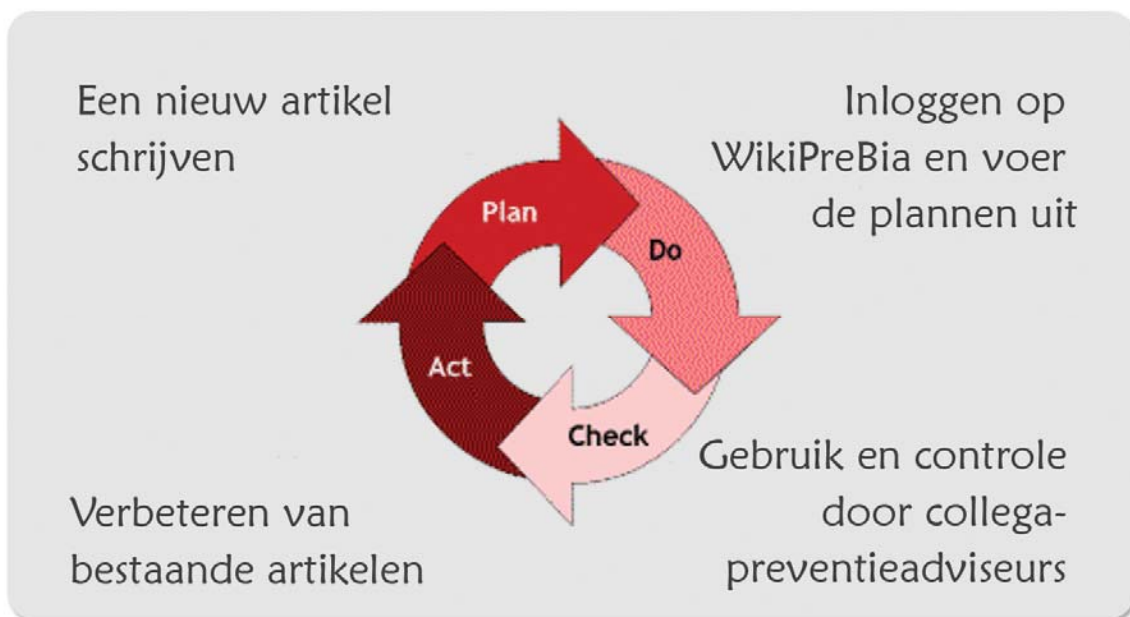 Een nieuw artikel
schrijven
Inloggen op
WikiPreBia en voer
de plannen uit
Plan
Do
Act
Check
Verbeteren van
bestaande artikelen
Gebruik en controle
door collega-
preventieadviseurs